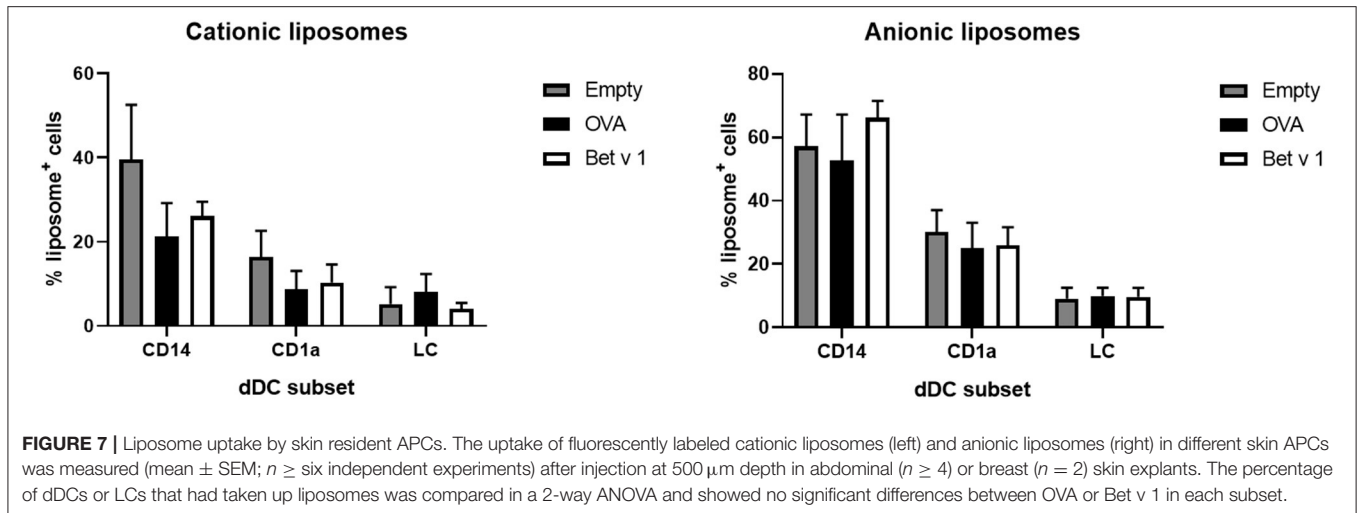 Cationic liposomes
60
40
20
0
% liposome+ cells
CD14
CD1a
LC
dDC subset
Empty
OVA
Bet v 1
Anionic liposomes
80
60
40
20
0
% liposome+ cells
CD14
CD1a
LC
dDC subset
Empty
OVA
Bet v 1
FIGURE 7 | Liposome uptake by skin resident APCs. The uptake of fluorescently labeled cationic liposomes (left) and anionic liposomes (right) in different skin APCs
was measured (mean ± SEM; n ≥ six independent experiments) after injection at 500 μm depth in abdominal (n ≥ 4) or breast (n = 2) skin explants. The percentage
of dDCs or LCs that had taken up liposomes was compared in a 2-way ANOVA and showed no significant differences between OVA or Bet v 1 in each subset.